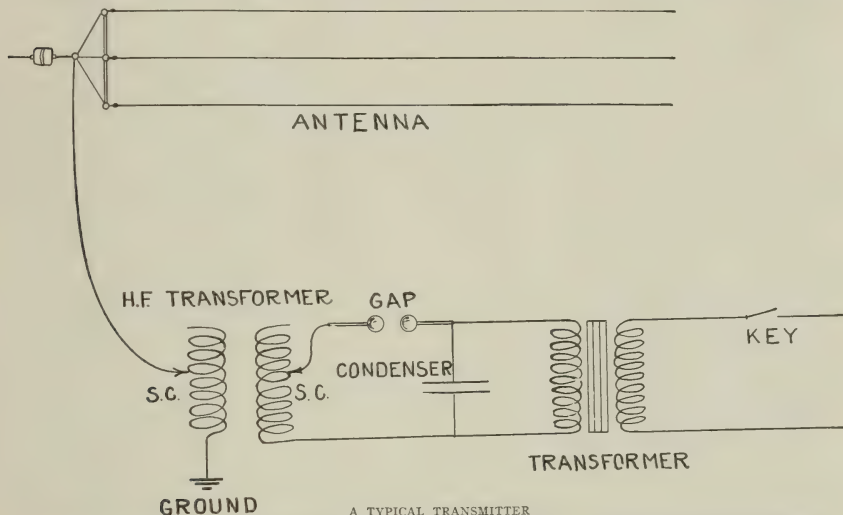 ANTENNA
H.F. TRANSFORMER
GAP
KEY
CONDENSER
S.C.
S.C.
TRANSFORMER
GROUND
A TYPICAL TRANSMITTER